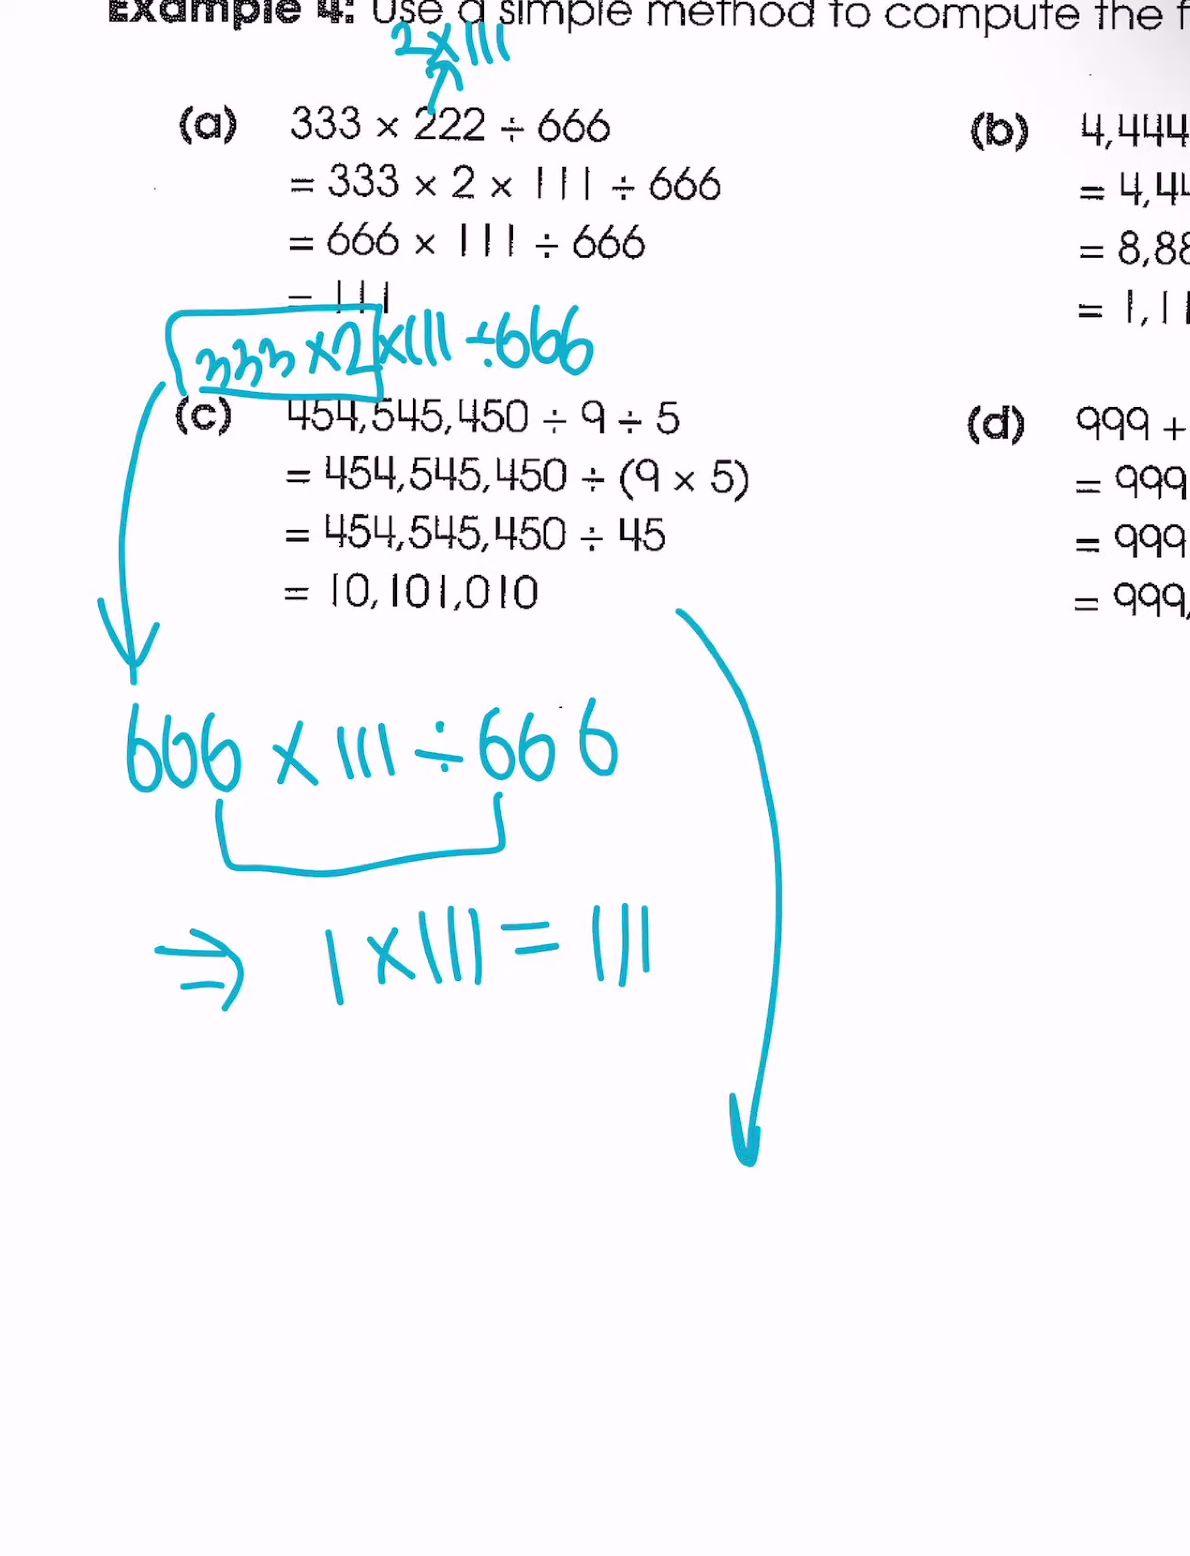 Example 4: Use a simple method to compute the f
2×111
(a) 333 × 222 ÷ 666
= 333 × 2 × 111 ÷ 666
= 666 × 111 ÷ 666
= 111
333 ×2 ×111 ÷666
(b) 4,444
= 4,44
= 8,88
= 1,11
(c) 454,545,450 ÷ 9 ÷ 5
= 454,545,450 ÷ (9 × 5)
= 454,545,450 ÷ 45
= 10,101,010
(d) 999 +
= 999
= 999
= 999,
666 × 111 ÷ 666
⇒ 1 × 111 = 111